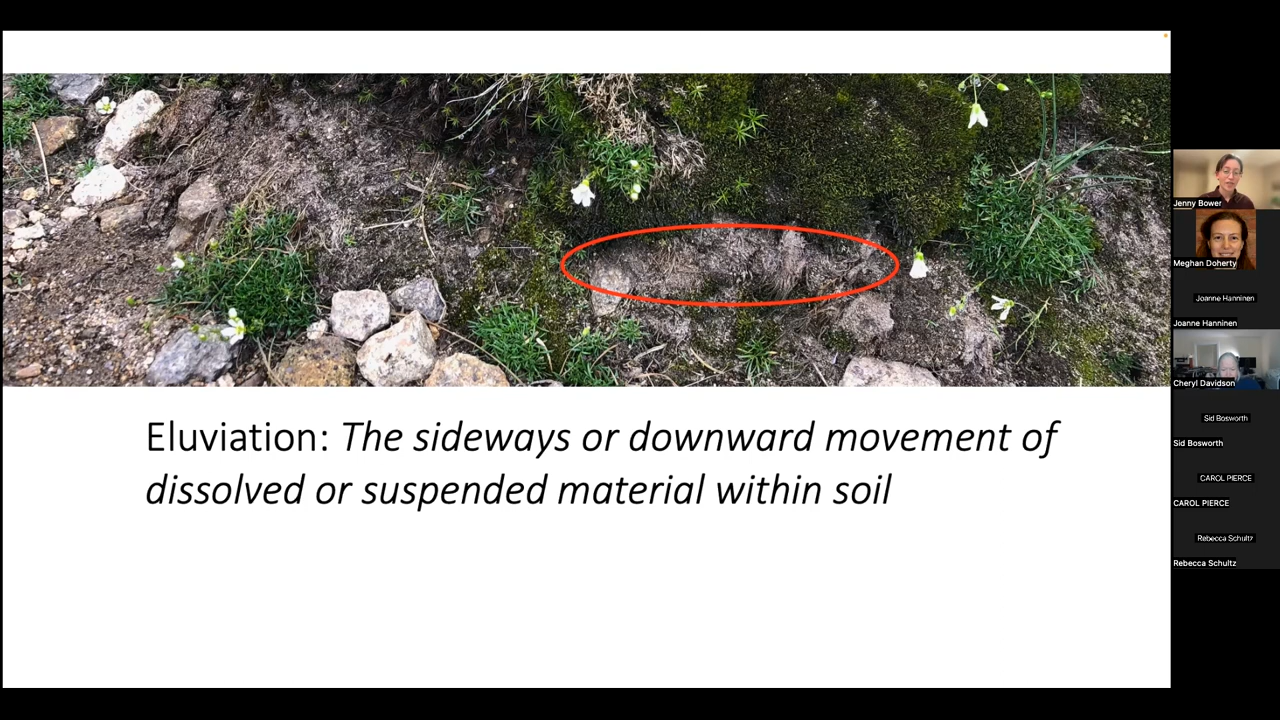 Eluviation: The sideways or downward movement of
dissolved or suspended material within soil
Jenny Bower
Meghan Doherty
Joanne Hanninen
Joanne Hanninen
Cheryl Davidson
Sid Bosworth
Sid Bosworth
CAROL PIERCE
CAROL PIERCE
Rebecca Schultz
Rebecca Schultz